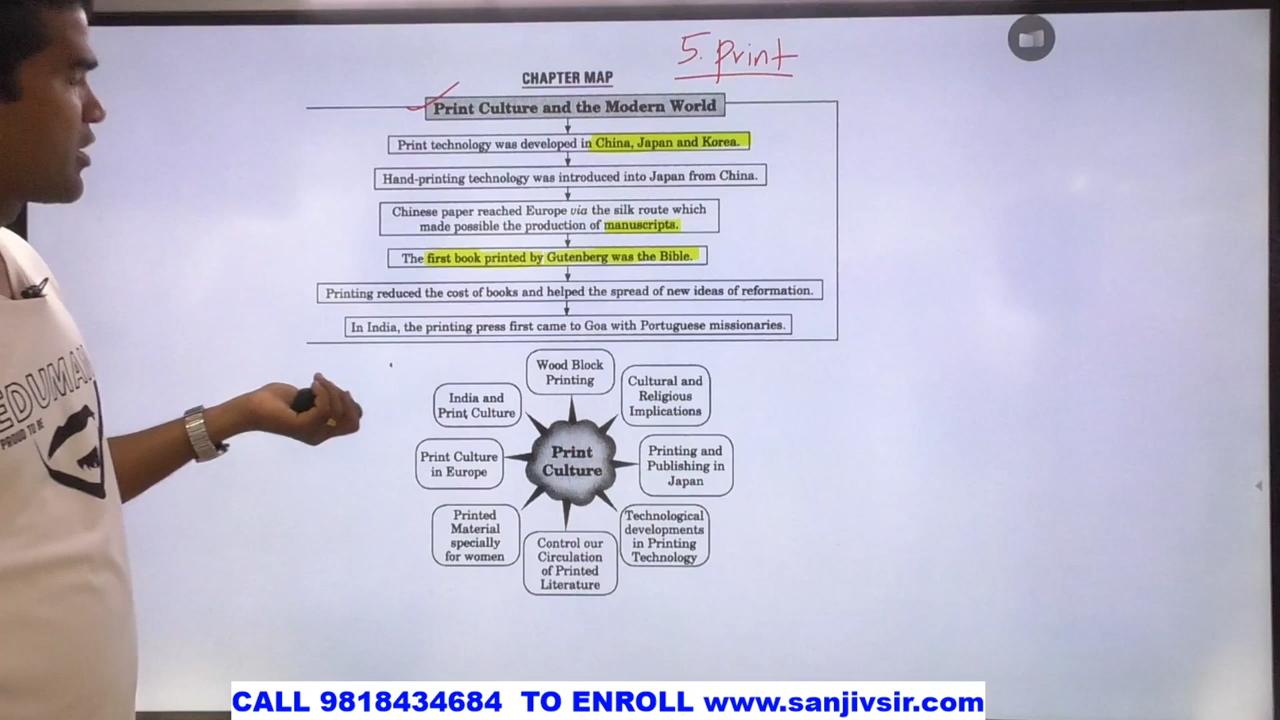 5. Print
CHAPTER MAP
Print Culture and the Modern World
Print technology was developed in China, Japan and Korea.
Hand-printing technology was introduced into Japan from China.
Chinese paper reached Europe via the silk route which
made possible the production of manuscripts.
The first book printed by Gutenberg was the Bible.
Printing reduced the cost of books and helped the spread of new ideas of reformation.
In India, the printing press first came to Goa with Portuguese missionaries.
Wood Block
Printing
Cultural and
Religious
Implications
India and
Print Culture
Print
Culture
Printing and
Publishing in
Japan
Print Culture
in Europe
Printed
Material
specially
for women
Technological
developments
in Printing
Technology
Control our
Circulation
of Printed
Literature
EDUMAN
PROUD TO BE
CALL 9818434684 TO ENROLL www.sanjivsir.com